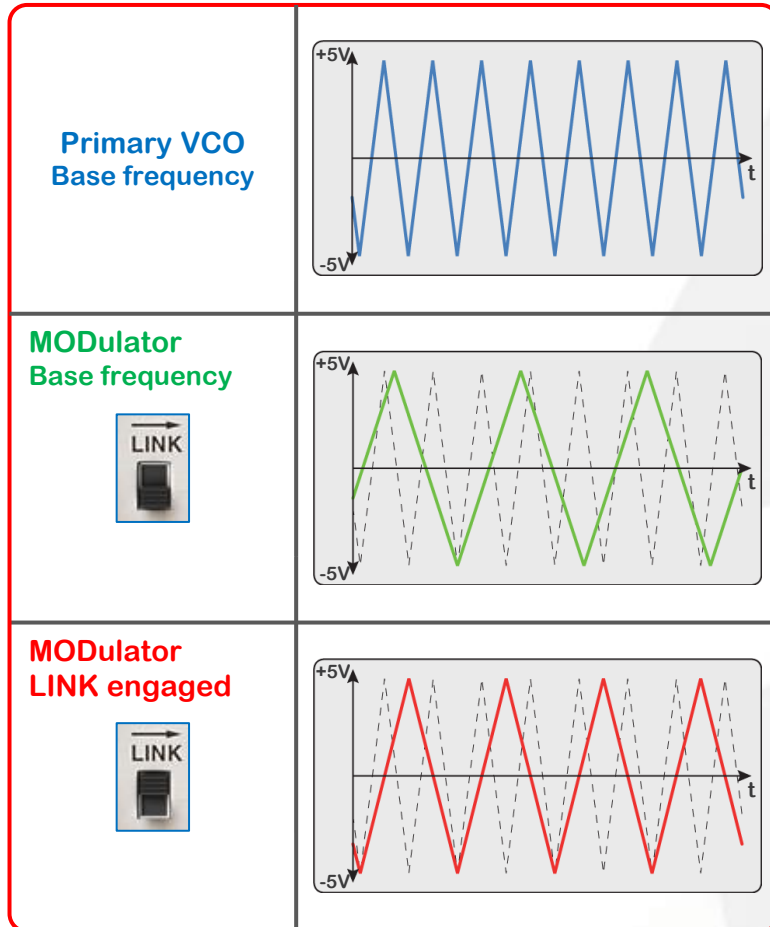 Primary VCO
Base frequency
+5V
t
-5V
MODulator
Base frequency
LINK
+5V
t
-5V
MODulator
LINK engaged
LINK
+5V
t
-5V